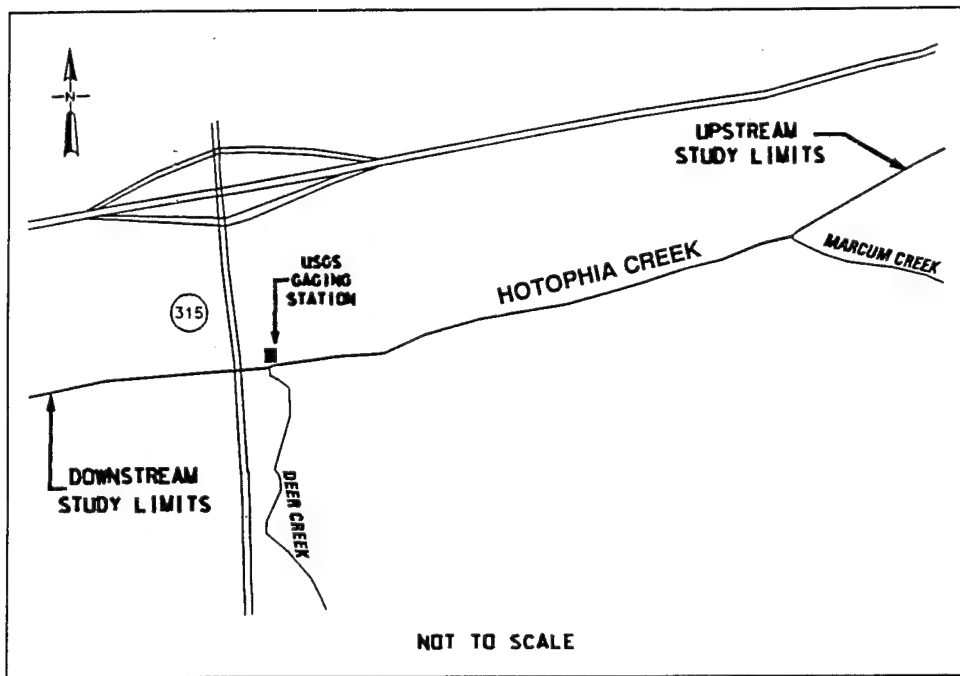 N
UPSTREAM
STUDY LIMITS
MARCUM CREEK
HOTOPHIA CREEK
USGS
GAGING
STATION
315
DOWNSTREAM
STUDY LIMITS
DEER CREEK
NOT TO SCALE